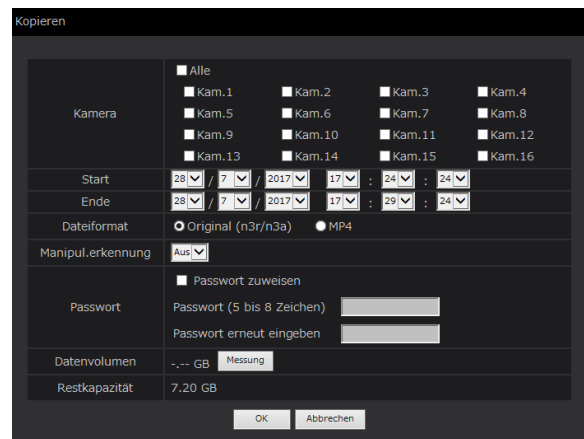 Kopieren
Alle
Kamera
Kam.1 Kam.2 Kam.3 Kam.4
Kam.5 Kam.6 Kam.7 Kam.8
Kam.9 Kam.10 Kam.11 Kam.12
Kam.13 Kam.14 Kam.15 Kam.16
Start 28 / 7 / 2017 17 : 24 : 24
Ende 28 / 7 / 2017 17 : 29 : 24
Dateiformat Original (n3r/n3a) MP4
Manipul.erkennung Aus
Passwort zuweisen
Passwort Passwort (5 bis 8 Zeichen)
Passwort erneut eingeben
Datenvolumen -.-- GB Messung
Restkapazität 7.20 GB
OK Abbrechen